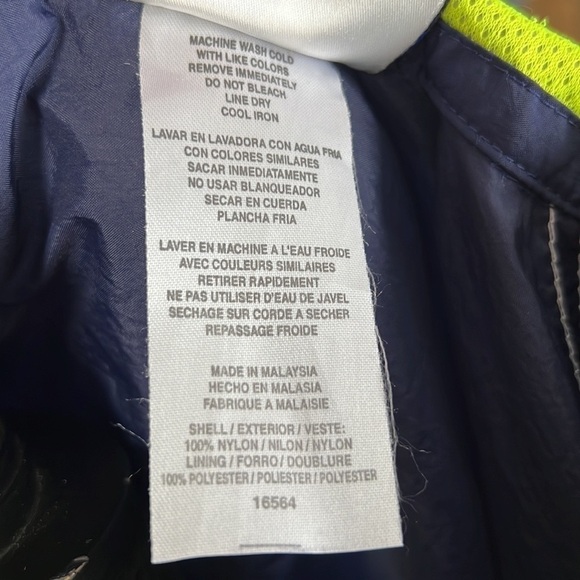 MACHINE WASH COLD
WITH LIKE COLORS
REMOVE IMMEDIATELY
DO NOT BLEACH
LINE DRY
COOL IRON
LAVAR EN LAVADORA CON AGUA FRIA
CON COLORES SIMILARES
SACAR INMEDIATAMENTE
NO USAR BLANQUEADOR
SECAR EN CUERDA
PLANCHA FRIA
LAVER EN MACHINE A L'EAU FROIDE
AVEC COULEURS SIMILAIRES
RETIRER RAPIDEMENT
NE PAS UTILISER D'EAU DE JAVEL
SECHAGE SUR CORDE A SECHER
REPASSAGE FROIDE
MADE IN MALAYSIA
HECHO EN MALASIA
FABRIQUE A MALAISIE
SHELL / EXTERIOR / VESTE:
100% NYLON / NILON / NYLON
LINING / FORRO / DOUBLURE
100% POLYESTER / POLIESTER / POLYESTER
16564